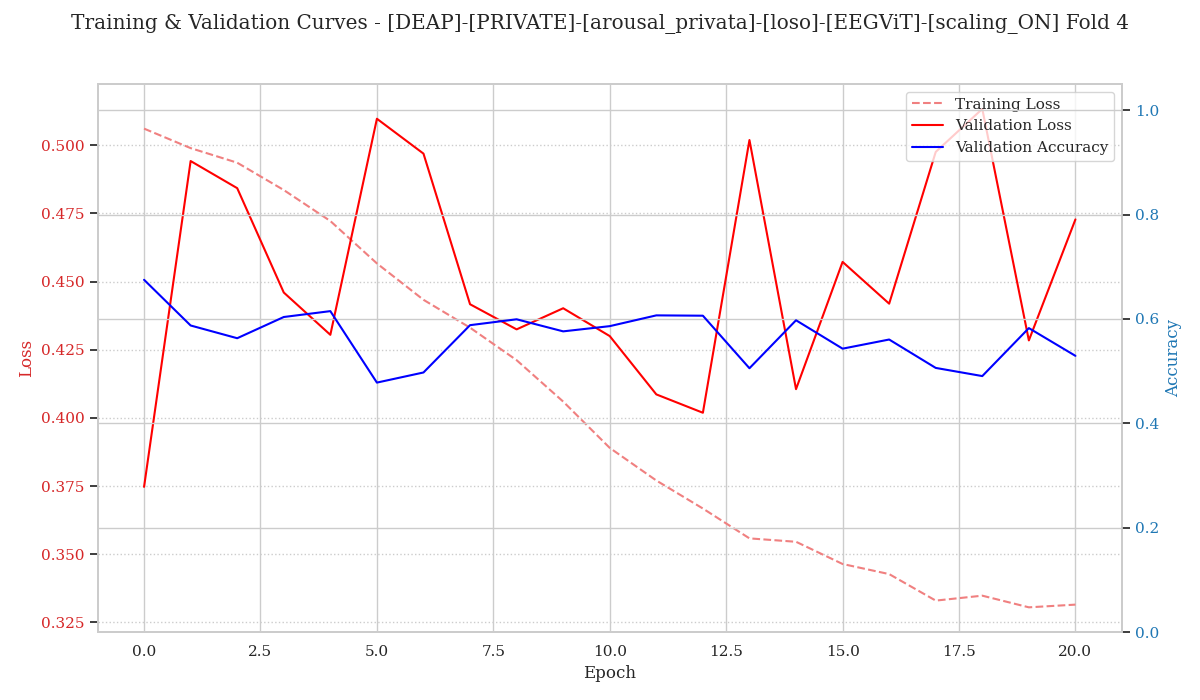 Training & Validation Curves - [DEAP]-[PRIVATE]-[arousal_privata]-[loso]-[EEGViT]-[scaling_ON] Fold 4
Training Loss
Validation Loss
Validation Accuracy
0.500
0.475
0.450
0.425
0.400
0.375
0.350
0.325
Loss
1.0
0.8
0.6
0.4
0.2
0.0
Accuracy
0.0 2.5 5.0 7.5 10.0 12.5 15.0 17.5 20.0
Epoch